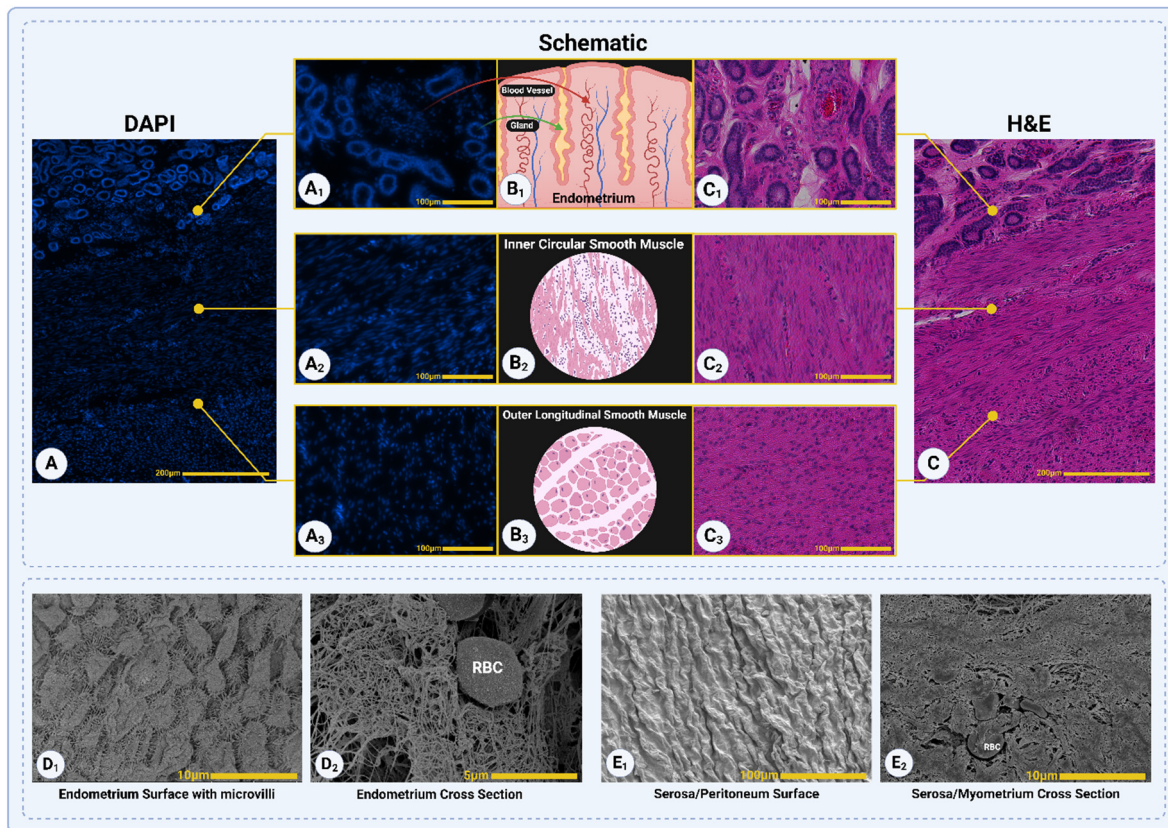 Schematic
DAPI
H&E
A
200µm
A1
100µm
Blood Vessel
Gland
B1
Endometrium
C1
100µm
A2
100µm
Inner Circular Smooth Muscle
B2
C2
100µm
A3
100µm
Outer Longitudinal Smooth Muscle
B3
C3
100µm
C
200µm
D1
10µm
Endometrium Surface with microvilli
RBC
D2
5µm
Endometrium Cross Section
E1
100µm
Serosa/Peritoneum Surface
RBC
E2
10µm
Serosa/Myometrium Cross Section